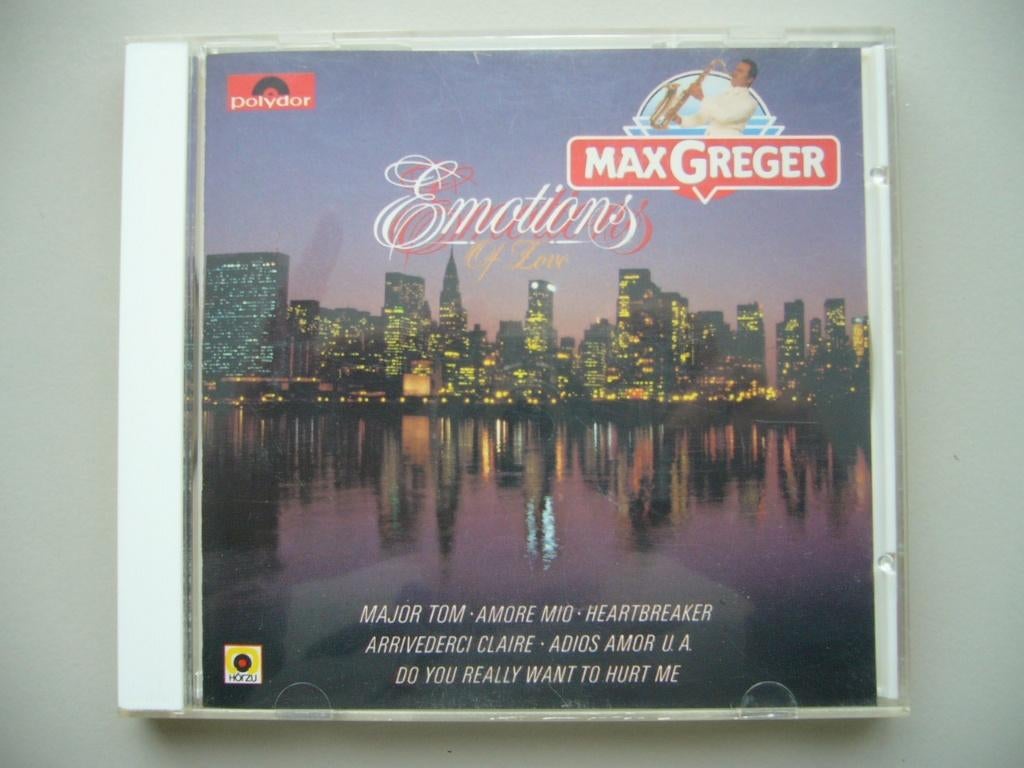 polydor
MAX GREGER
Emotions
Of Love
MAJOR TOM · AMORE MIO · HEARTBREAKER
ARRIVEDERCI CLAIRE · ADIOS AMOR U.A.
DO YOU REALLY WANT TO HURT ME
HÖRZU